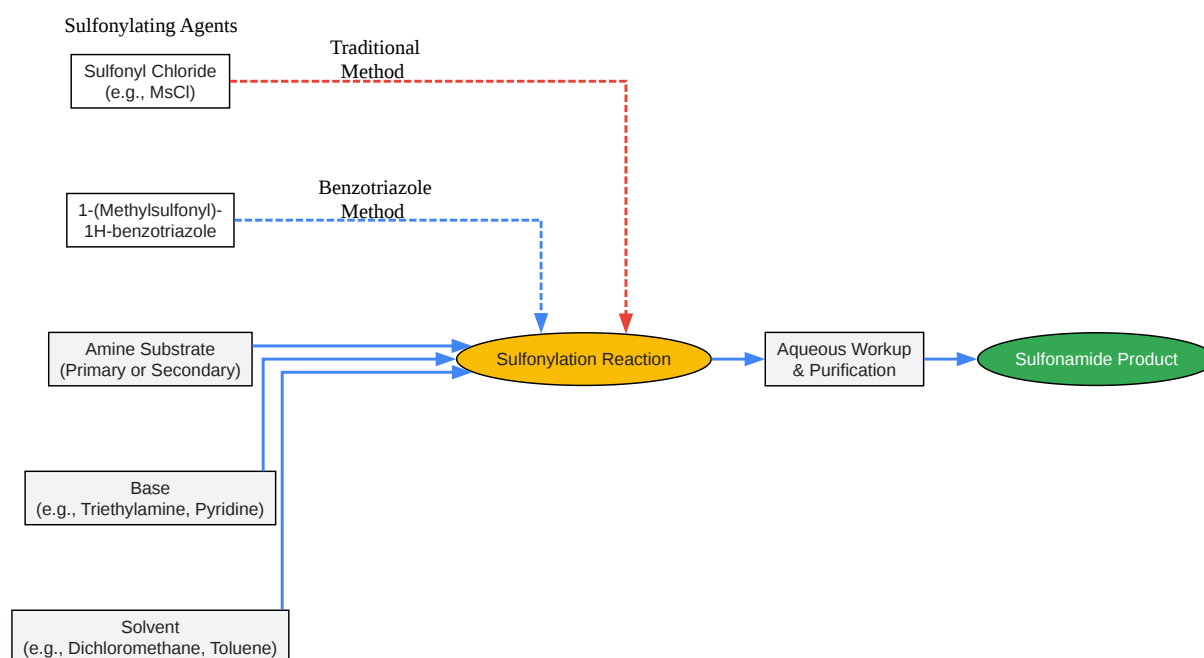 Sulfonylating Agents
Sulfonyl Chloride
(e.g., MsCl)
Traditional
Method
1-(Methylsulfonyl)-
1H-benzotriazole
Benzotriazole
Method
Amine Substrate
(Primary or Secondary)
Sulfonylation Reaction
Aqueous Workup
& Purification
Sulfonamide Product
Base
(e.g., Triethylamine, Pyridine)
Solvent
(e.g., Dichloromethane, Toluene)